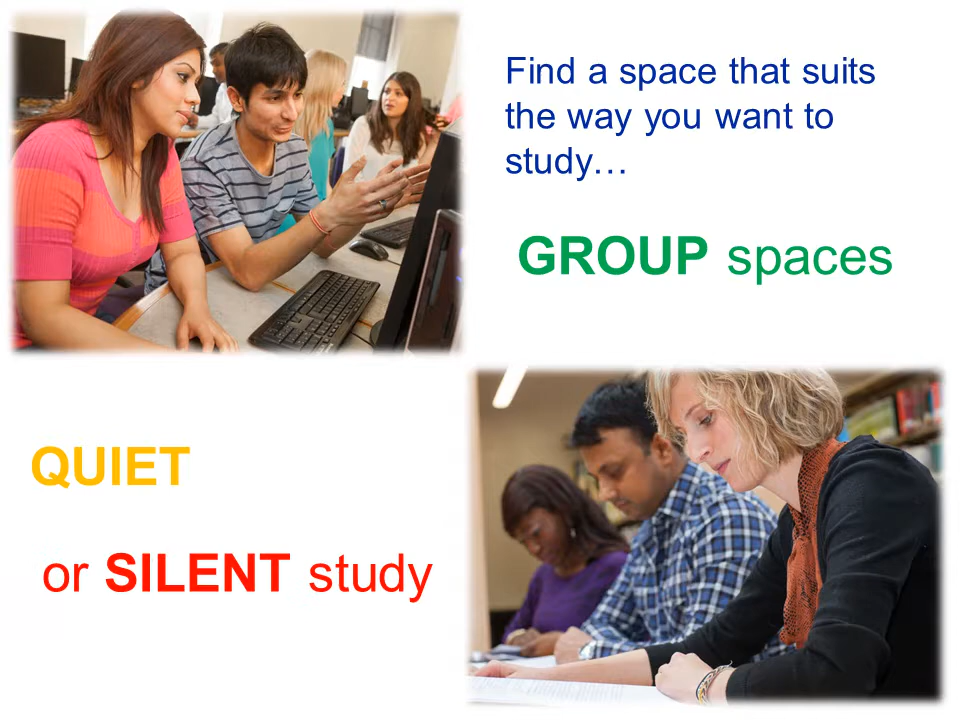 Find a space that suits
the way you want to
study…
GROUP spaces
QUIET
or SILENT study